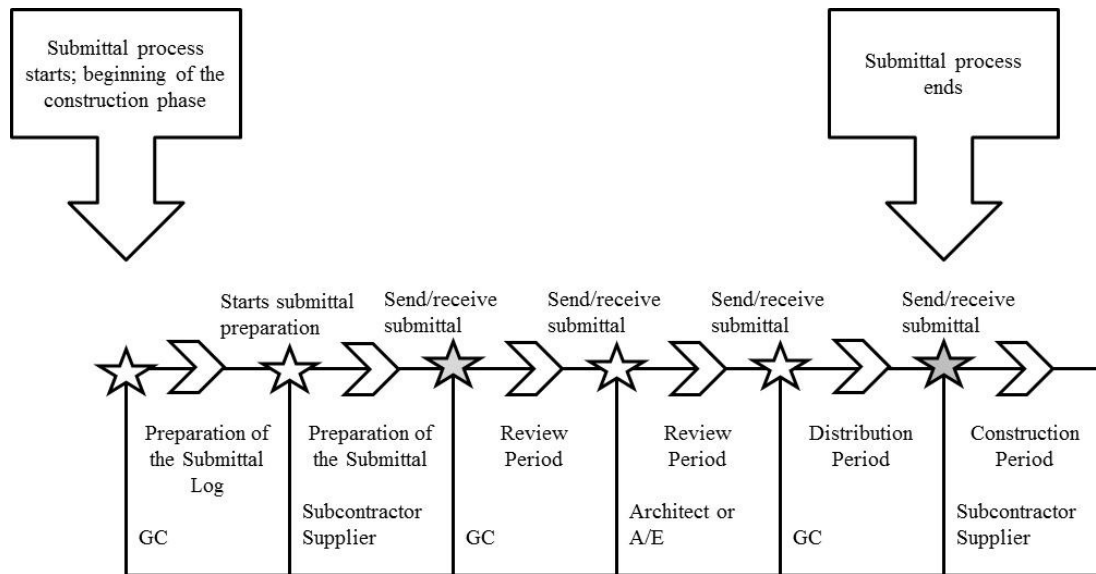 Submittal process
starts; beginning of the
construction phase
Submittal process
ends
Starts submittal
preparation
Send/receive
submittal
Send/receive
submittal
Send/receive
submittal
Send/receive
submittal
Preparation of
the Submittal
Log
GC
Preparation of
the Submittal
Subcontractor
Supplier
Review
Period
GC
Review
Period
Architect or
A/E
Distribution
Period
GC
Construction
Period
Subcontractor
Supplier